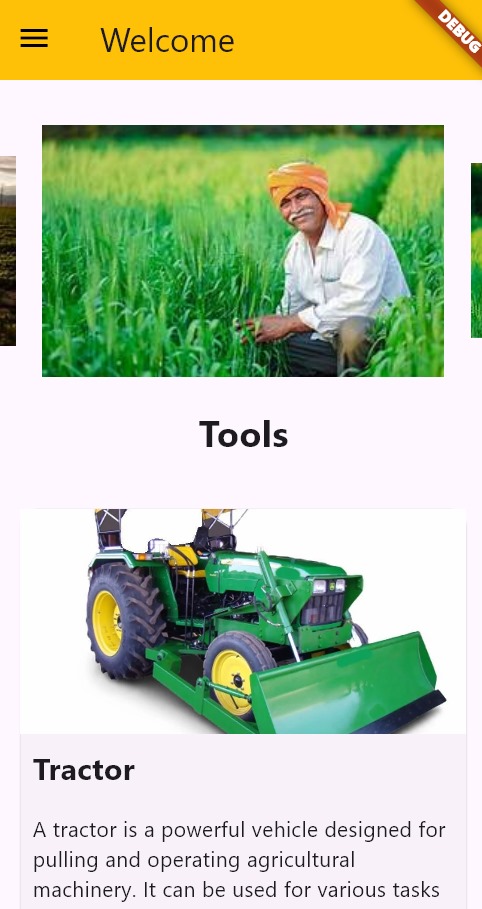 Welcome
DEBUG
Tools
Tractor
A tractor is a powerful vehicle designed for
pulling and operating agricultural
machinery. It can be used for various tasks